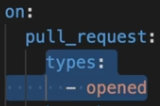 on:
  pull_request:
    types:
      - opened